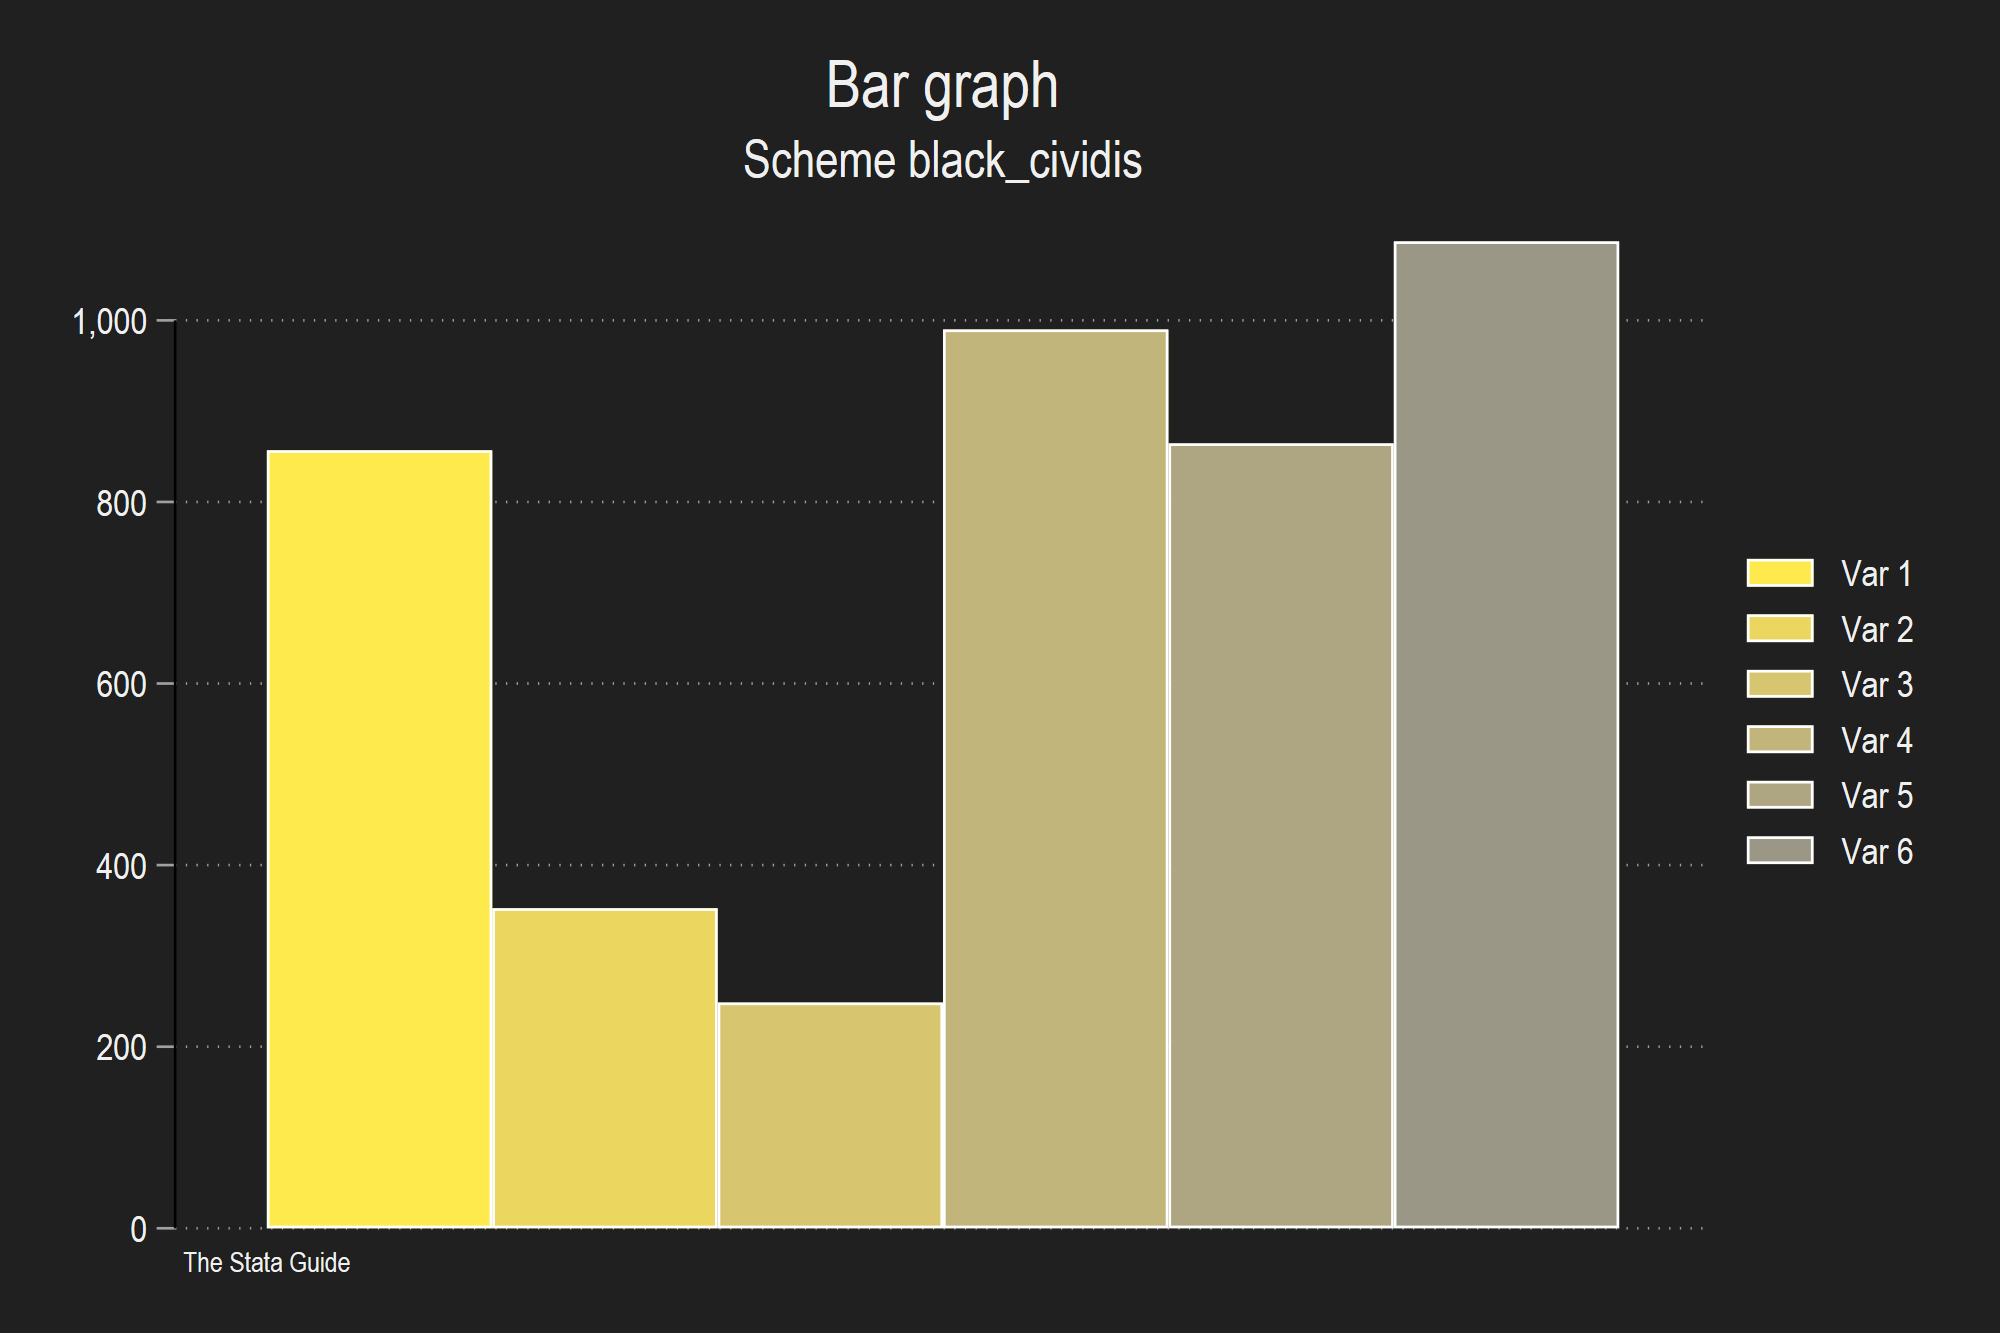 Bar graph
Scheme black_cividis
1,000
800
600
400
200
0
Var 1
Var 2
Var 3
Var 4
Var 5
Var 6
The Stata Guide